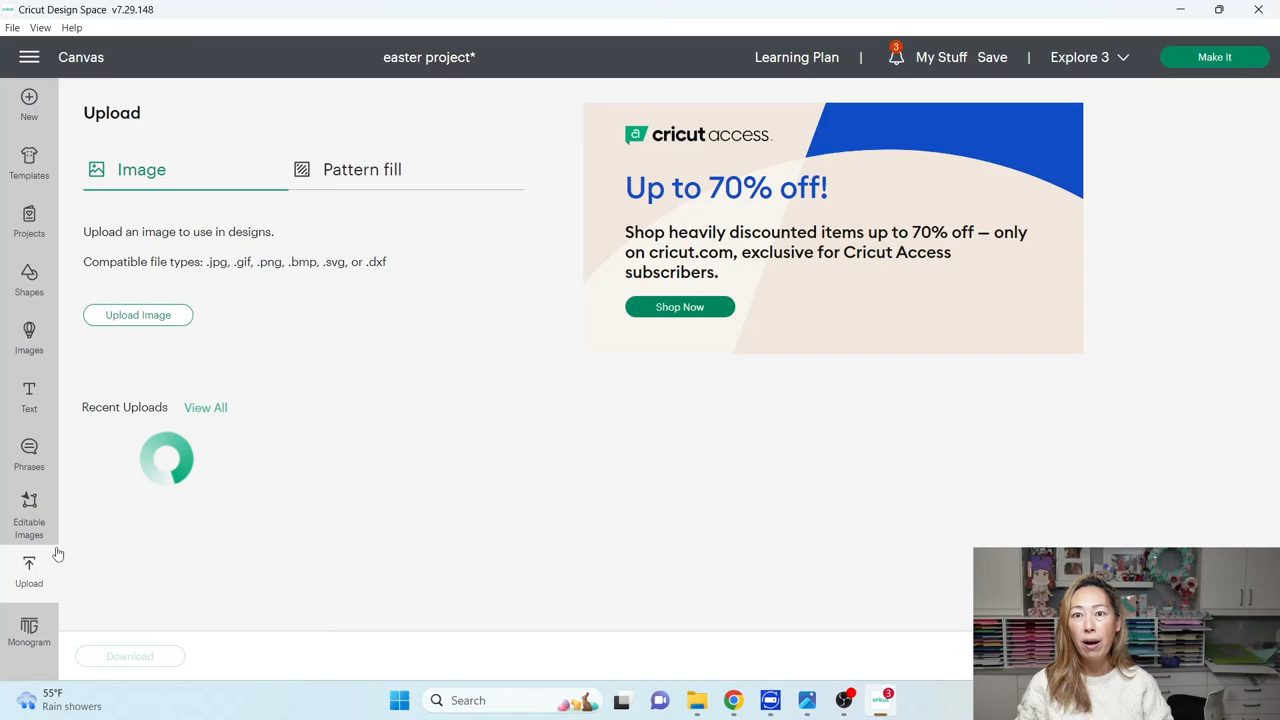 Cricut Design Space v7.29.148
File View Help
Canvas
easter project*
Learning Plan | 3 My Stuff Save | Explore 3 Make It
New
Templates
Projects
Shapes
Images
Text
Phrases
Editable
Images
Upload
Monogram
Upload
Image Pattern fill
Upload an image to use in designs.
Compatible file types: .jpg, .gif, .png, .bmp, .svg, or .dxf
Upload Image
Recent Uploads View All
a cricut access™
Up to 70% off!
Shop heavily discounted items up to 70% off — only
on cricut.com, exclusive for Cricut Access
subscribers.
Shop Now
Download
55°F
Rain showers
Search
cricut 3